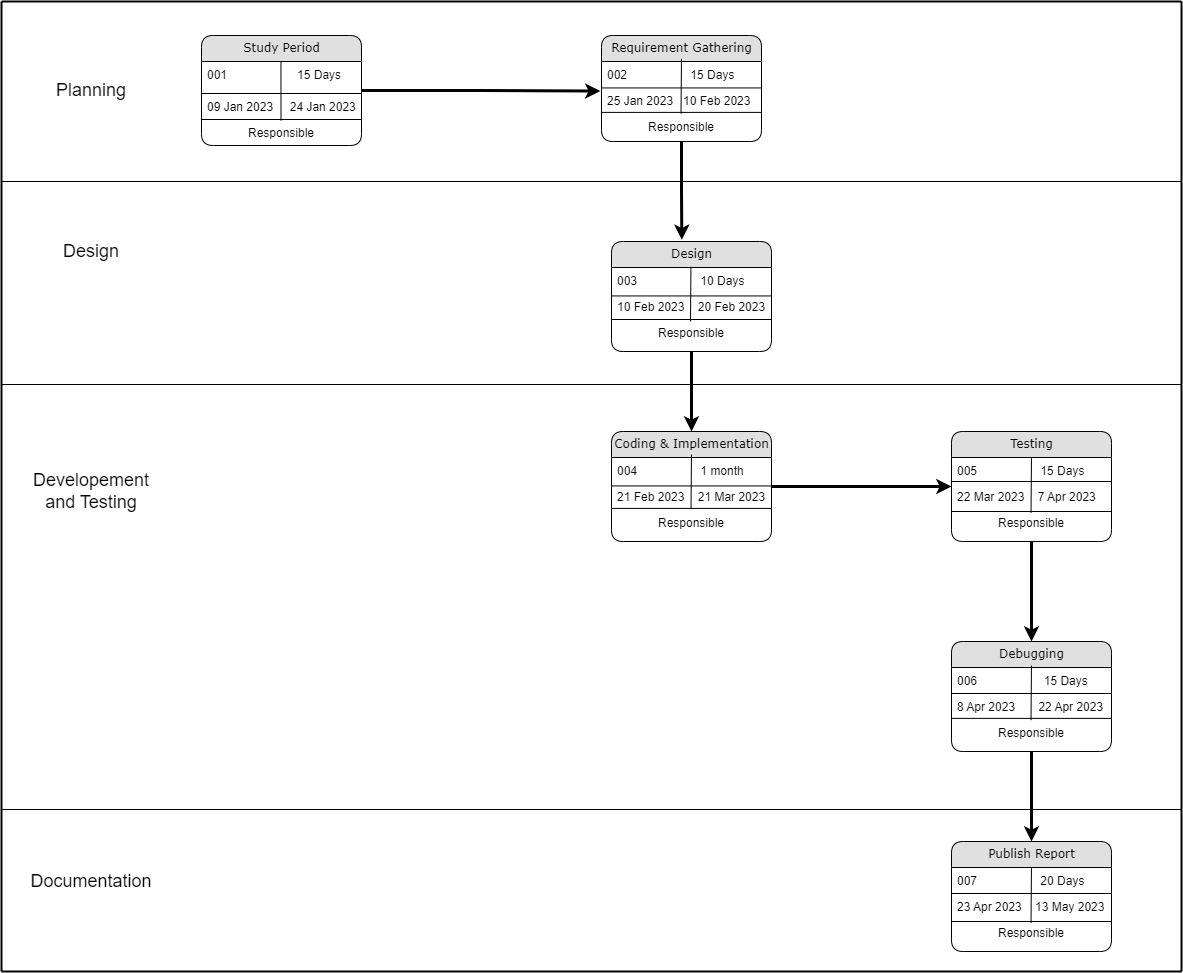 Planning
Study Period
001 15 Days
09 Jan 2023 24 Jan 2023
Responsible
Requirement Gathering
002 15 Days
25 Jan 2023 10 Feb 2023
Responsible
Design
Design
003 10 Days
10 Feb 2023 20 Feb 2023
Responsible
Developement
and Testing
Coding & Implementation
004 1 month
21 Feb 2023 21 Mar 2023
Responsible
Testing
005 15 Days
22 Mar 2023 7 Apr 2023
Responsible
Debugging
006 15 Days
8 Apr 2023 22 Apr 2023
Responsible
Documentation
Publish Report
007 20 Days
23 Apr 2023 13 May 2023
Responsible